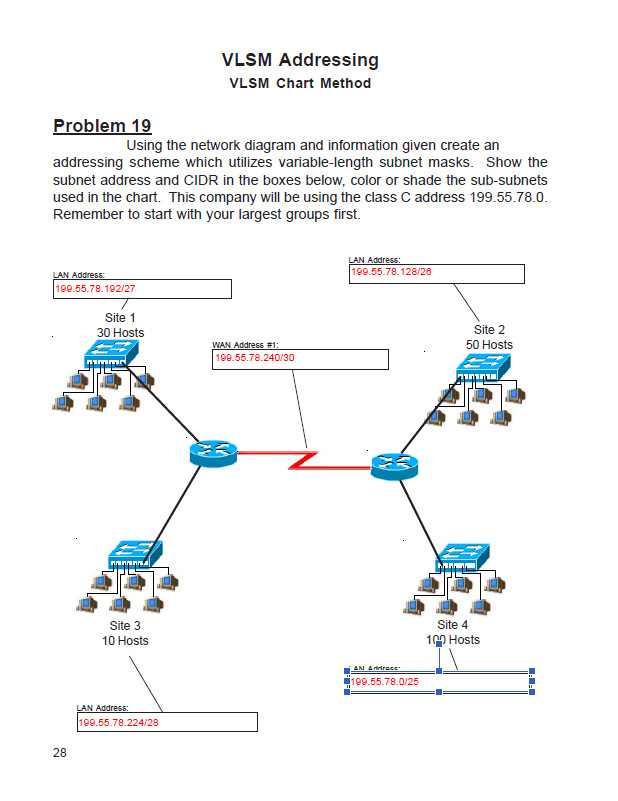 VLSM Addressing
VLSM Chart Method
Problem 19
Using the network diagram and information given create an
addressing scheme which utilizes variable-length subnet masks. Show the
subnet address and CIDR in the boxes below, color or shade the sub-subnets
used in the chart. This company will be using the class C address 199.55.78.0.
Remember to start with your largest groups first.
LAN Address:
199.55.78.192/27
LAN Address:
199.55.78.128/26
Site 1
30 Hosts
Site 2
50 Hosts
WAN Address #1:
199.55.78.240/30
Site 3
10 Hosts
Site 4
100 Hosts
LAN Address:
199.55.78.0/25
LAN Address:
199.55.78.224/28
28